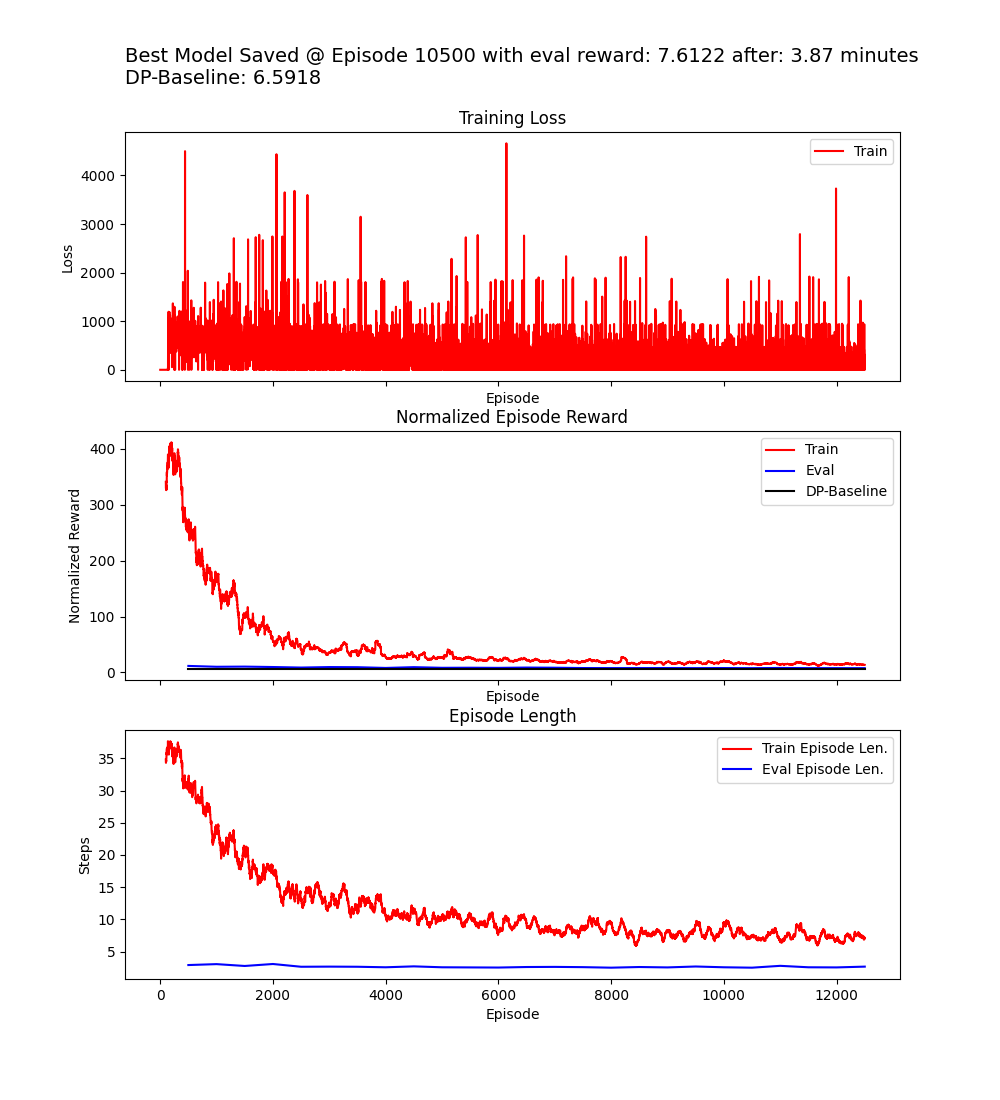 Best Model Saved @ Episode 10500 with eval reward: 7.6122 after: 3.87 minutes
DP-Baseline: 6.5918
Training Loss
Train
4000
3000
2000
1000
0
Loss
Episode
Normalized Episode Reward
Train
Eval
DP-Baseline
400
300
200
100
0
Normalized Reward
Episode
Episode Length
Train Episode Len.
Eval Episode Len.
35
30
25
20
15
10
5
Steps
0 2000 4000 6000 8000 10000 12000
Episode